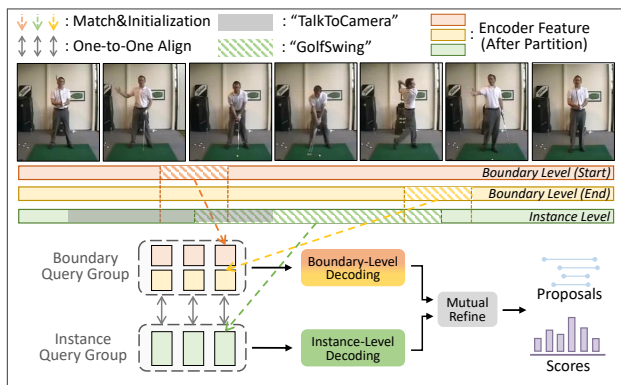 : Match&Initialization
: One-to-One Align
: “TalkToCamera”
: “GolfSwing”
: Encoder Feature
(After Partition)
Boundary Level (Start)
Boundary Level (End)
Instance Level
Boundary
Query Group
Boundary-Level
Decoding
Instance
Query Group
Instance-Level
Decoding
Mutual
Refine
Proposals
Scores